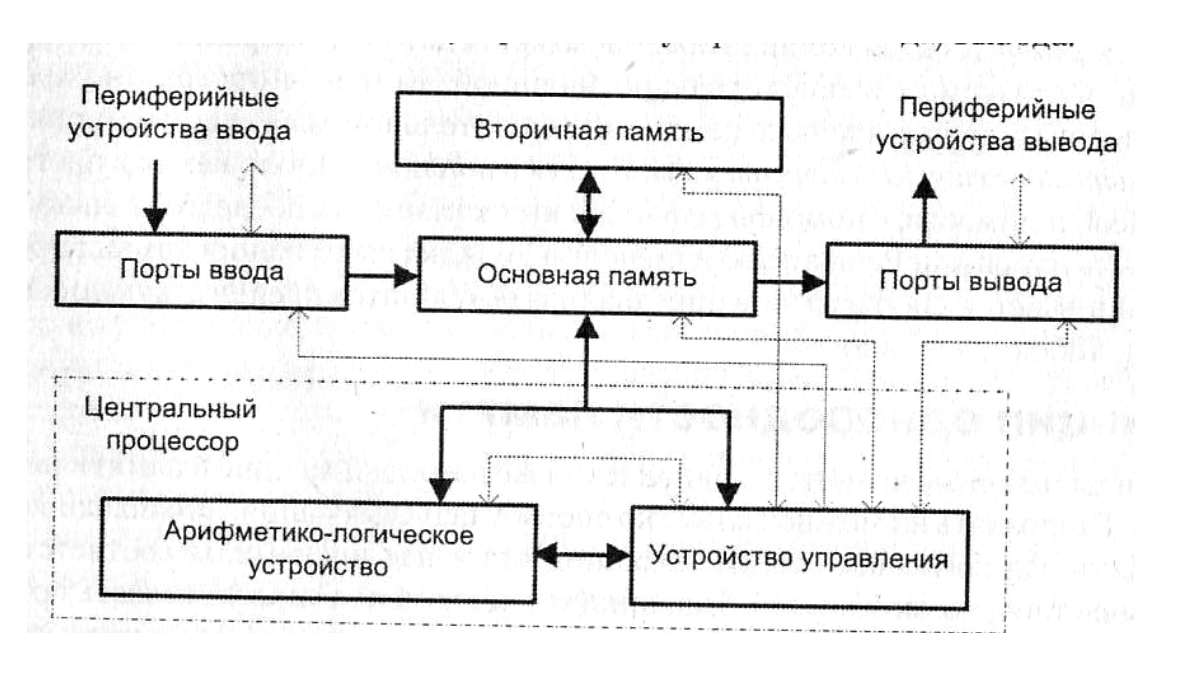 Периферийные
устройства ввода
Вторичная память
Периферийные
устройства вывода
Порты ввода
Основная память
Порты вывода
Центральный
процессор
Арифметико-логическое
устройство
Устройство управления